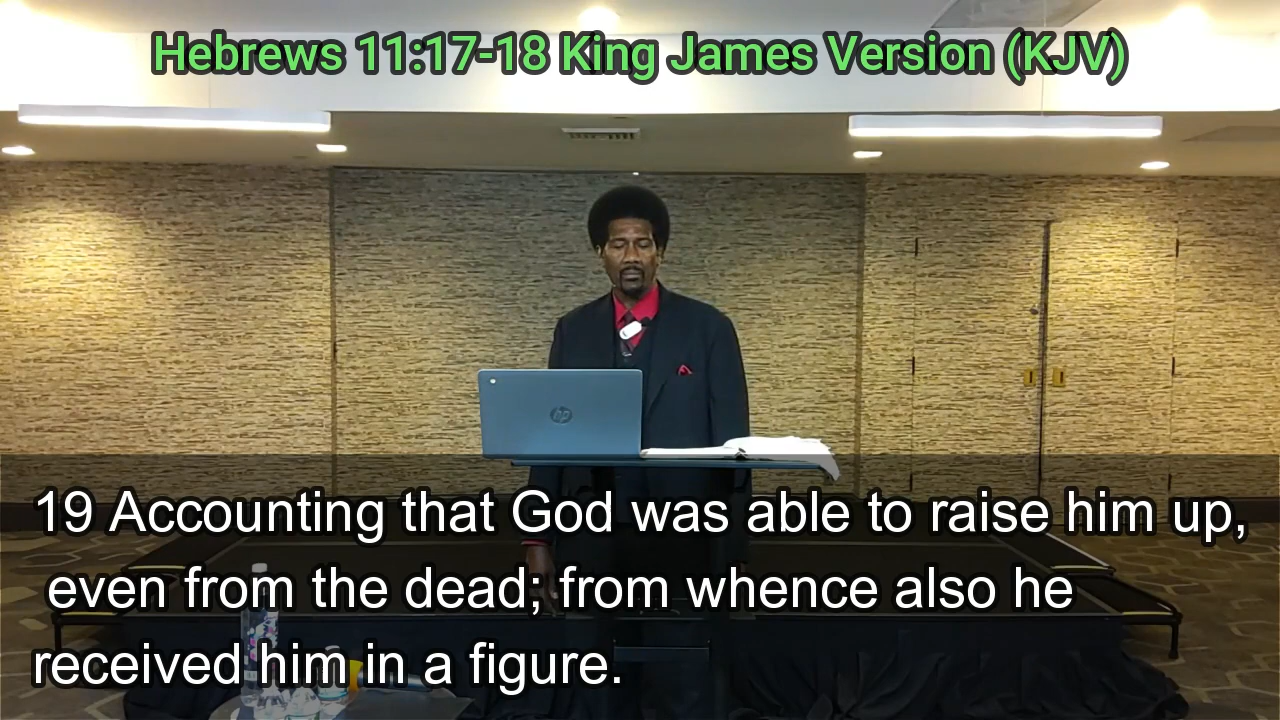 Hebrews 11:17-18 King James Version (KJV)
hp
19 Accounting that God was able to raise him up,
even from the dead; from whence also he
received him in a figure.